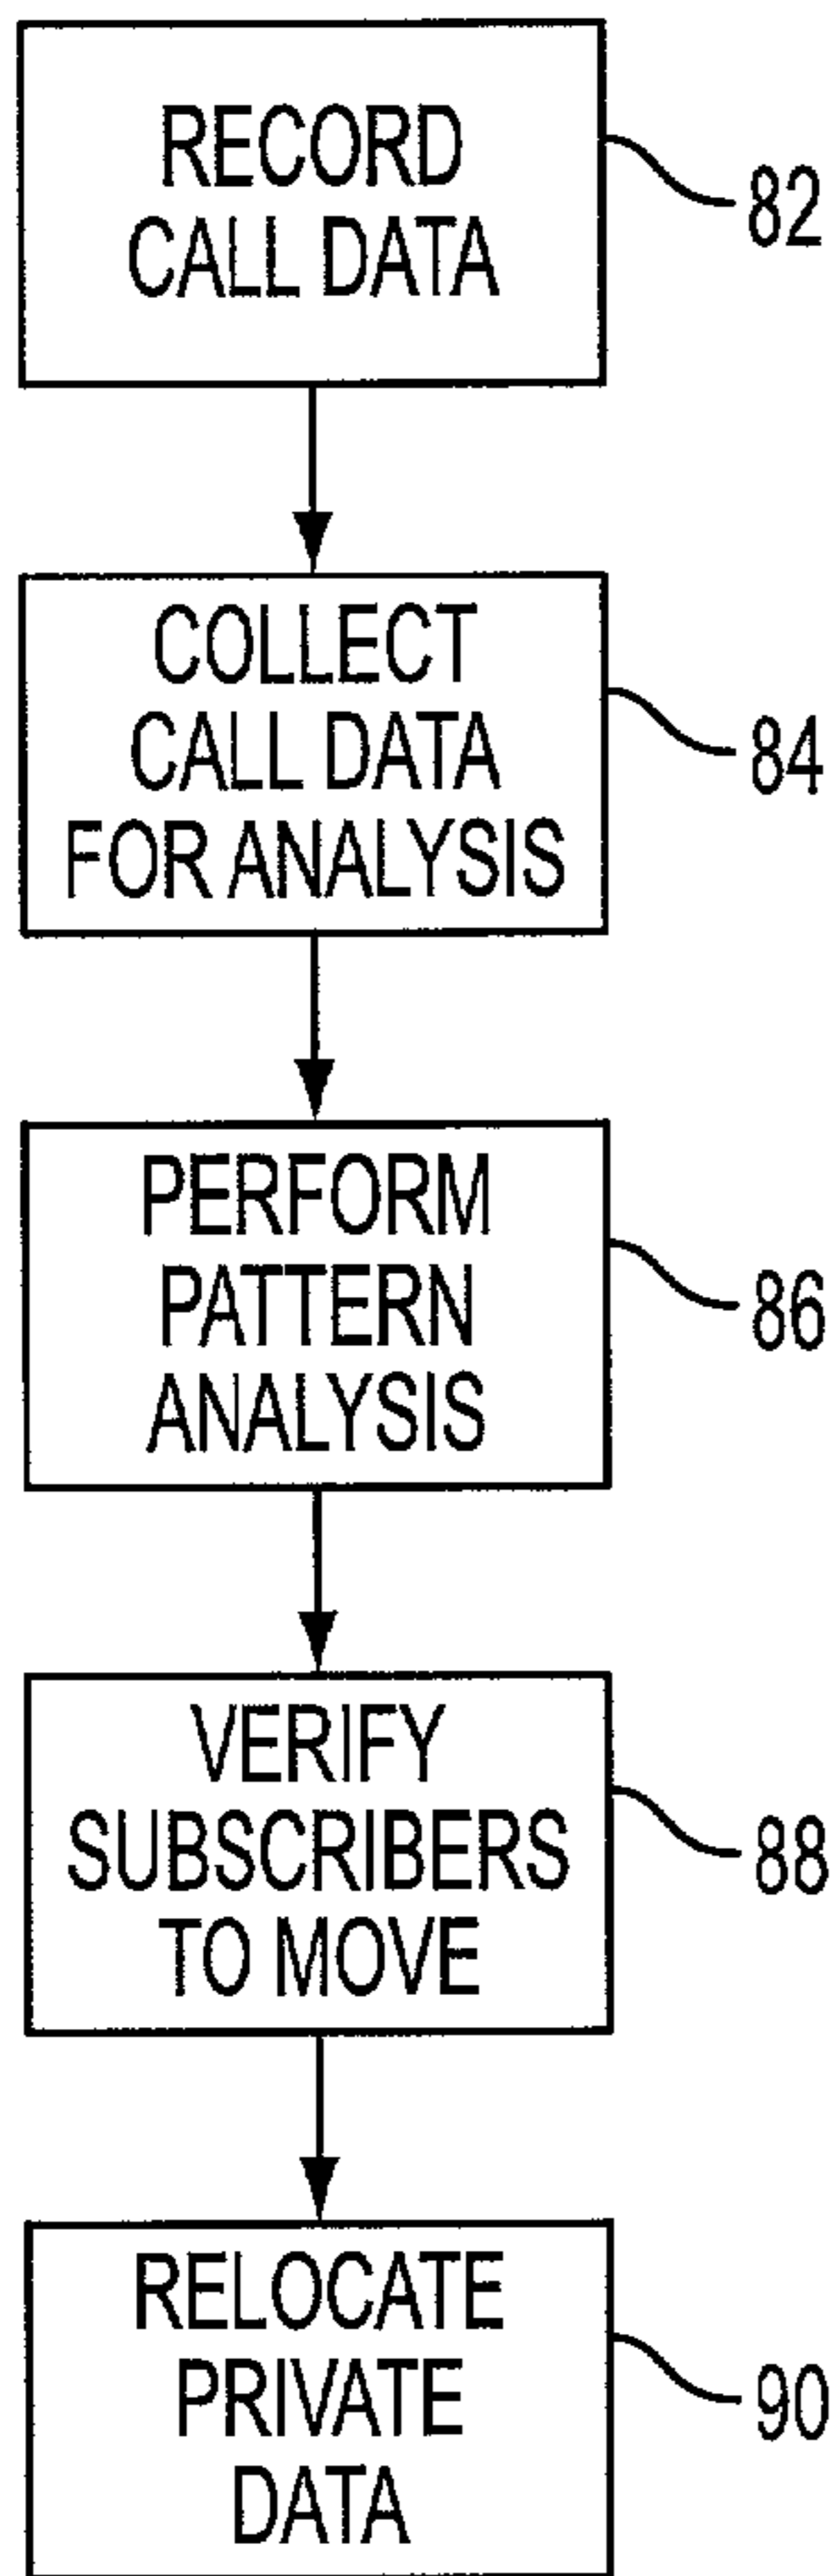 RECORD
CALL DATA
82
COLLECT
CALL DATA
FOR ANALYSIS
84
PERFORM
PATTERN
ANALYSIS
86
VERIFY
SUBSCRIBERS
TO MOVE
88
RELOCATE
PRIVATE
DATA
90